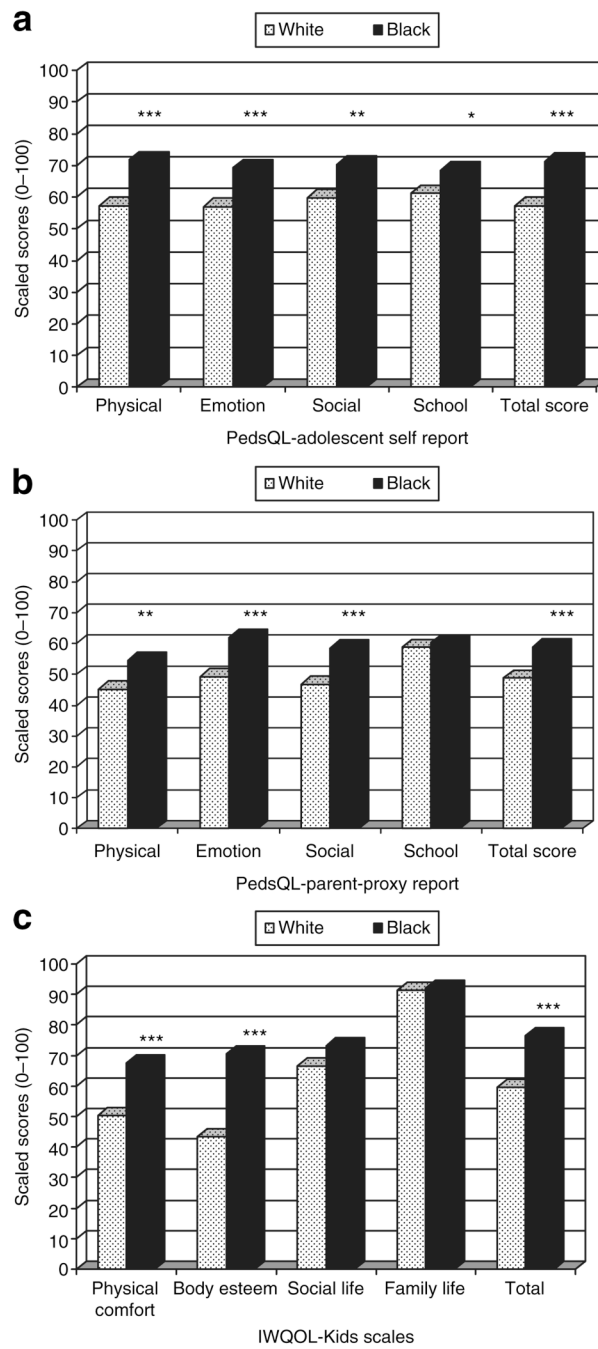 a
White Black
Scaled scores (0–100)
100
90
80
70
60
50
40
30
20
10
0
*** *** ** * ***
Physical Emotion Social School Total score
PedsQL-adolescent self report
b
White Black
Scaled scores (0–100)
100
90
80
70
60
50
40
30
20
10
0
** *** *** ***
Physical Emotion Social School Total score
PedsQL-parent-proxy report
c
White Black
Scaled scores (0–100)
100
90
80
70
60
50
40
30
20
10
0
*** *** ***
Physical Body esteem Social life Family life Total
comfort
IWQOL-Kids scales